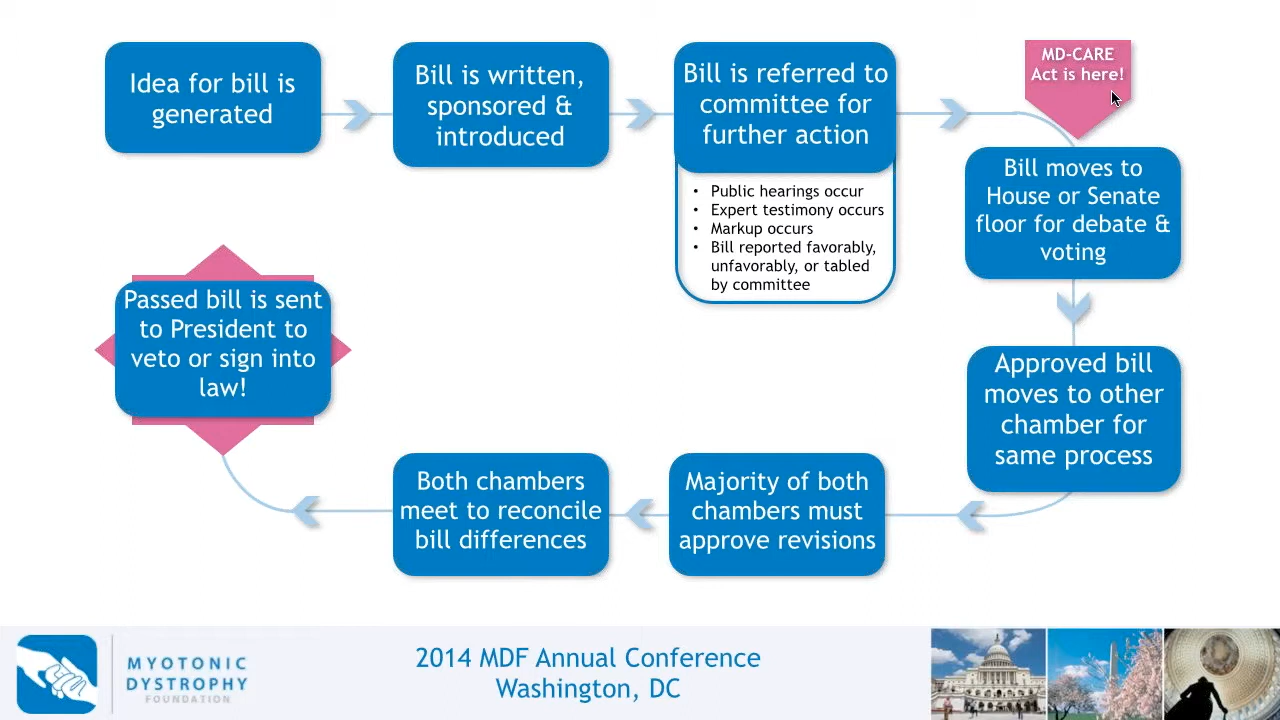 Idea for bill is
generated
Bill is written,
sponsored &
introduced
Bill is referred to
committee for
further action
• Public hearings occur
• Expert testimony occurs
• Markup occurs
• Bill reported favorably,
unfavorably, or tabled
by committee
MD-CARE
Act is here!
Bill moves to
House or Senate
floor for debate &
voting
Approved bill
moves to other
chamber for
same process
Majority of both
chambers must
approve revisions
Both chambers
meet to reconcile
bill differences
Passed bill is sent
to President to
veto or sign into
law!
MYOTONIC
DYSTROPHY
FOUNDATION
2014 MDF Annual Conference
Washington, DC